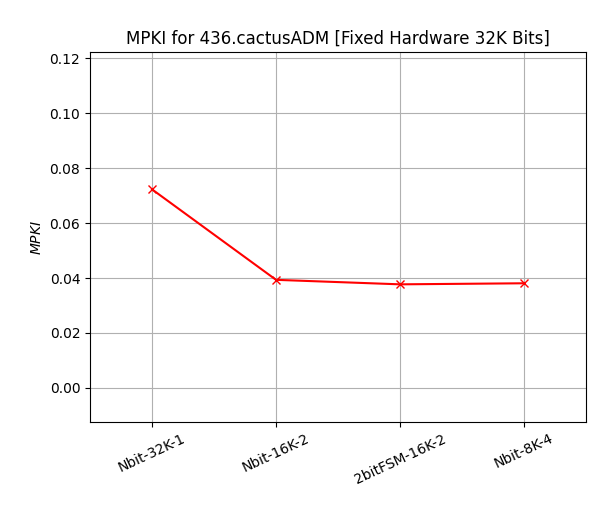 MPKI for 436.cactusADM [Fixed Hardware 32K Bits]
0.12
0.10
0.08
0.06
0.04
0.02
0.00
MPKI
Nbit-32K-1
Nbit-16K-2
2bitFSM-16K-2
Nbit-8K-4